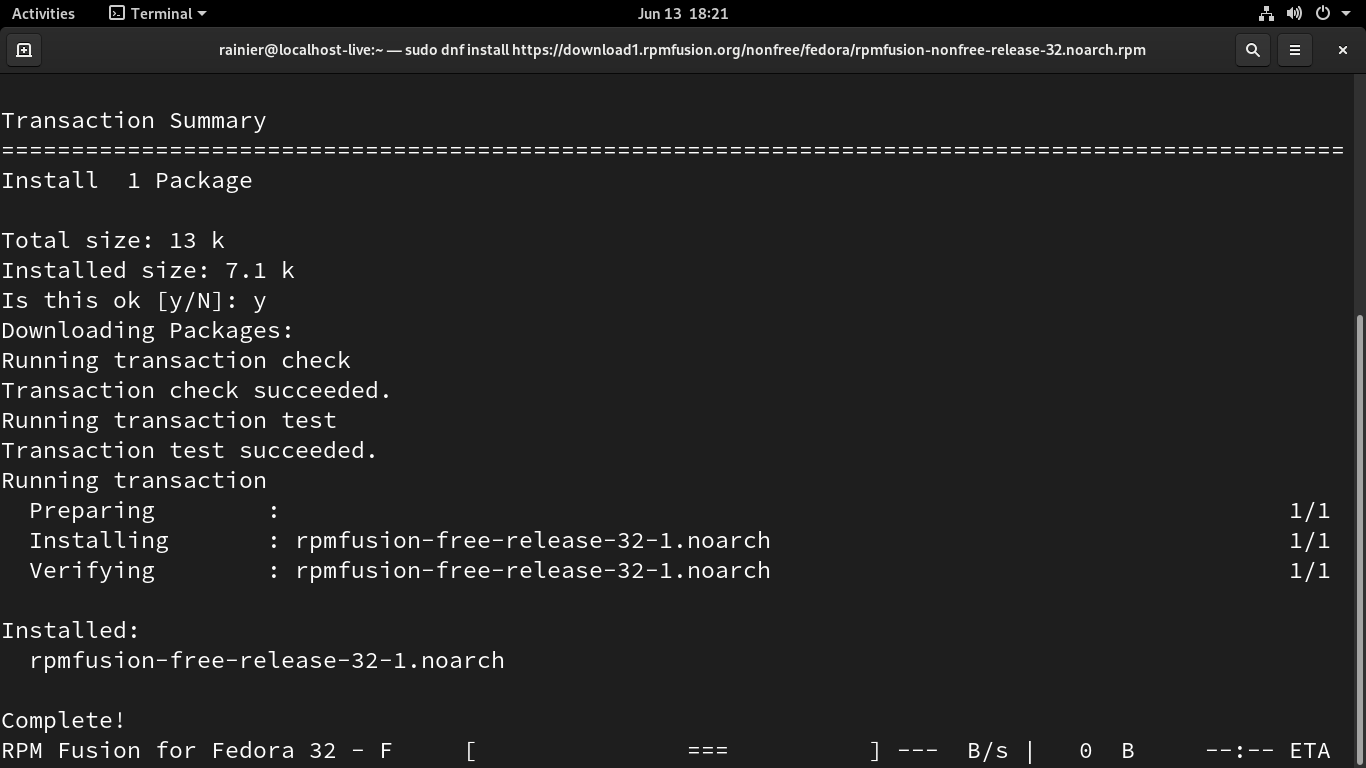 Activities Terminal Jun 13 18:21
rainier@localhost-live:~ — sudo dnf install https://download1.rpmfusion.org/nonfree/fedora/rpmfusion-nonfree-release-32.noarch.rpm
Transaction Summary
================================================================================================
Install  1 Package
Total size: 13 k
Installed size: 7.1 k
Is this ok [y/N]: y
Downloading Packages:
Running transaction check
Transaction check succeeded.
Running transaction test
Transaction test succeeded.
Running transaction
  Preparing        :                                                                        1/1
  Installing       : rpmfusion-free-release-32-1.noarch                                     1/1
  Verifying        : rpmfusion-free-release-32-1.noarch                                     1/1
Installed:
  rpmfusion-free-release-32-1.noarch
Complete!
RPM Fusion for Fedora 32 - F     [               ===          ] ---  B/s |   0  B     --:-- ETA